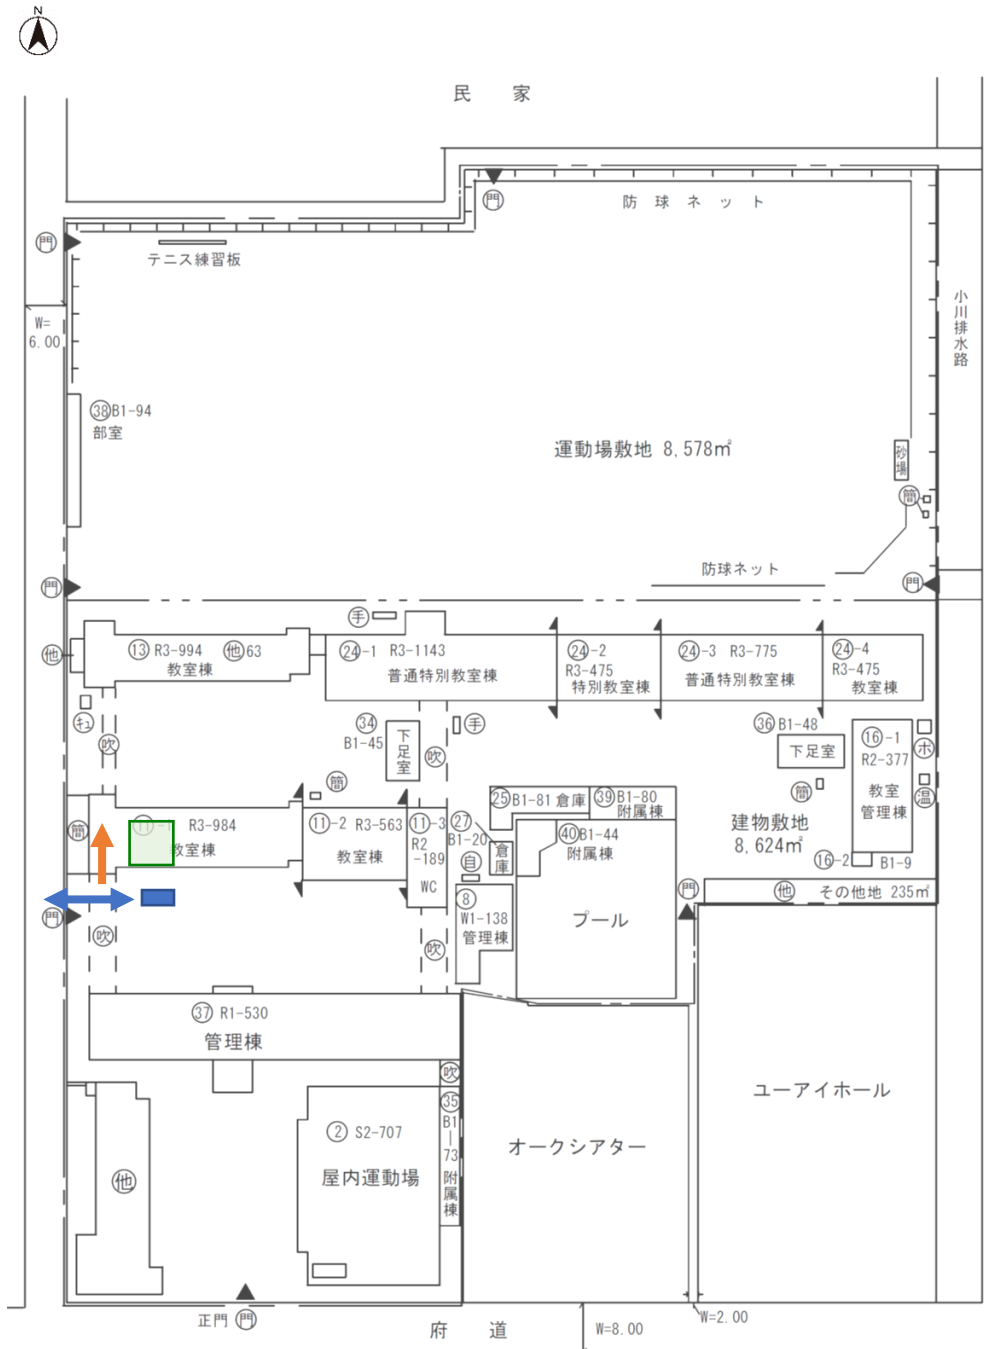 N
民 家
防球ネット
門
門
テニス練習板
小川排水路
W=
6.00
㊳B1-94
部室
運動場敷地 8,578㎡
砂場
簡
防球ネット
門
門
手
他
⑬ R3-994
他63
教室棟
㉔-1 R3-1143
普通特別教室棟
㉔-2
R3-475
特別教室棟
㉔-3 R3-775
普通特別教室棟
㉔-4
R3-475
教室棟
キュ
吹
㉞
B1-45
下足室
手
吹
㊱B1-48
下足室
⑯-1
R2-377
教室
管理棟
ホ
温
簡
簡
簡
⑪-1 R3-984
教室棟
⑪-2 R3-563
教室棟
⑪-3
R2
-189
WC
㉗
B1-20
倉庫
自
㉕B1-81 倉庫
㊴B1-80
附属棟
㊵B1-44
附属棟
建物敷地
8,624㎡
⑯-2
B1-9
門
他 その他地 235㎡
⑧
W1-138
管理棟
プール
門
吹
吹
㊲ R1-530
管理棟
吹
㉟
B1-73
附属棟
② S2-707
屋内運動場
他
オークシアター
ユーアイホール
正門 門
府 道
W=8.00
W=2.00